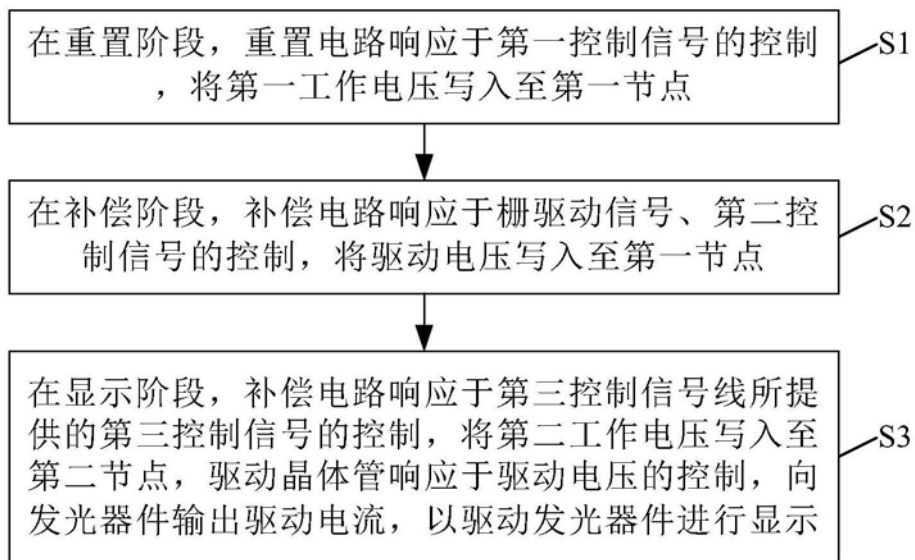 在重置阶段，重置电路响应于第一控制信号的控制
，将第一工作电压写入至第一节点
S1
在补偿阶段，补偿电路响应于栅驱动信号、第二控
制信号的控制，将驱动电压写入至第一节点
S2
在显示阶段，补偿电路响应于第三控制信号线所提
供的第三控制信号的控制，将第二工作电压写入至
第二节点，驱动晶体管响应于驱动电压的控制，向
发光器件输出驱动电流，以驱动发光器件进行显示
S3